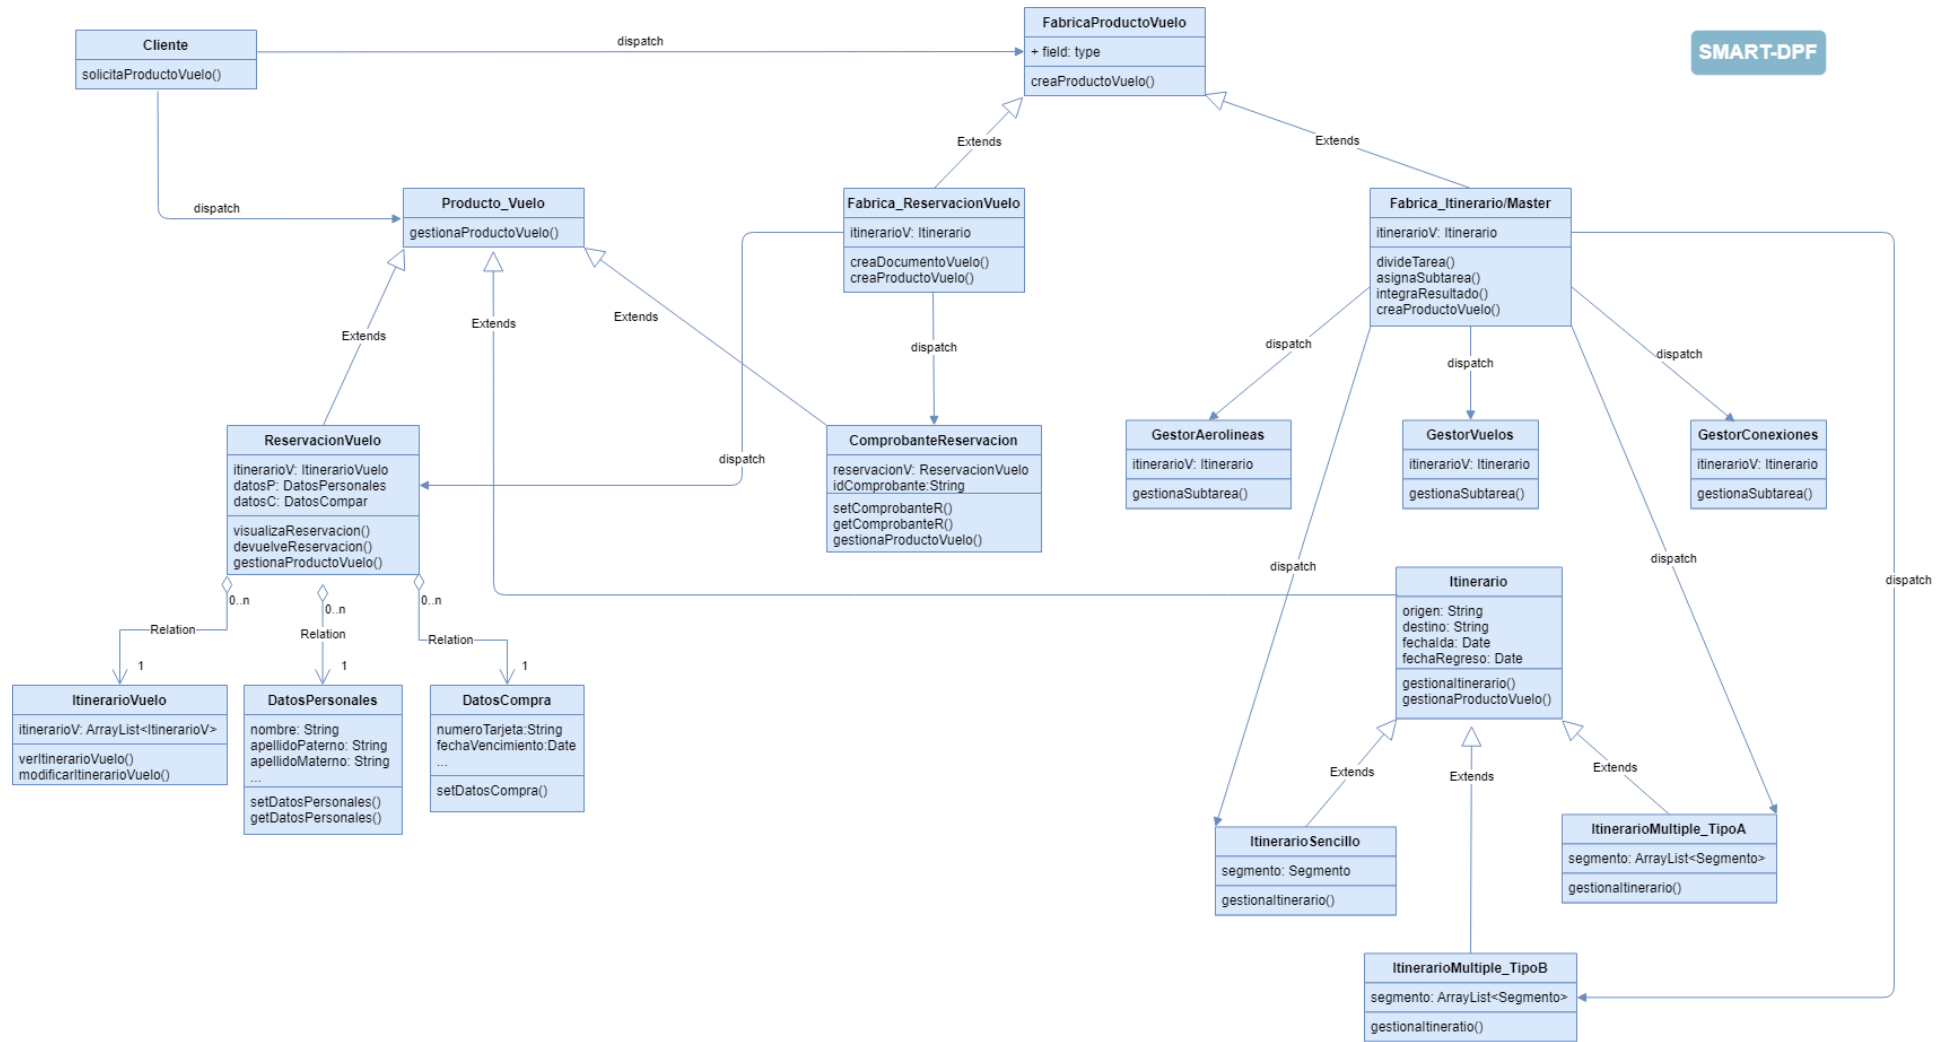 FabricaProductoVuelo
+ field: type
creaProductoVuelo()
SMART-DPF
Cliente
solicitaProductoVuelo()
dispatch
dispatch
Extends
Extends
Producto_Vuelo
gestionaProductoVuelo()
Fabrica_ReservacionVuelo
itinerarioV: Itinerario
creaDocumentoVuelo()
creaProductoVuelo()
Fabrica_Itinerario/Master
itinerarioV: Itinerario
divideTarea()
asignaSubtarea()
integraResultado()
creaProductoVuelo()
Extends
Extends
Extends
dispatch
dispatch
dispatch
dispatch
dispatch
ReservacionVuelo
itinerarioV: ItinerarioVuelo
datosP: DatosPersonales
datosC: DatosCompar
visualizaReservacion()
devuelveReservacion()
gestionaProductoVuelo()
ComprobanteReservacion
reservacionV: ReservacionVuelo
idComprobante:String
setComprobanteR()
getComprobanteR()
gestionaProductoVuelo()
GestorAerolineas
itinerarioV: Itinerario
gestionaSubtarea()
GestorVuelos
itinerarioV: Itinerario
gestionaSubtarea()
GestorConexiones
itinerarioV: Itinerario
gestionaSubtarea()
dispatch
dispatch
dispatch
0..n
0..n
0..n
Relation
Relation
Relation
1
1
1
Itinerario
origen: String
destino: String
fechaIda: Date
fechaRegreso: Date
gestionaItinerario()
gestionaProductoVuelo()
ItinerarioVuelo
itinerarioV: ArrayList<ItinerarioV>
verItinerarioVuelo()
modificarItinerarioVuelo()
DatosPersonales
nombre: String
apellidoPaterno: String
apellidoMaterno: String
...
setDatosPersonales()
getDatosPersonales()
DatosCompra
numeroTarjeta:String
fechaVencimiento:Date
...
setDatosCompra()
Extends
Extends
Extends
ItinerarioSencillo
segmento: Segmento
gestionaItinerario()
ItinerarioMultiple_TipoA
segmento: ArrayList<Segmento>
gestionaItinerario()
ItinerarioMultiple_TipoB
segmento: ArrayList<Segmento>
gestionaItineratio()